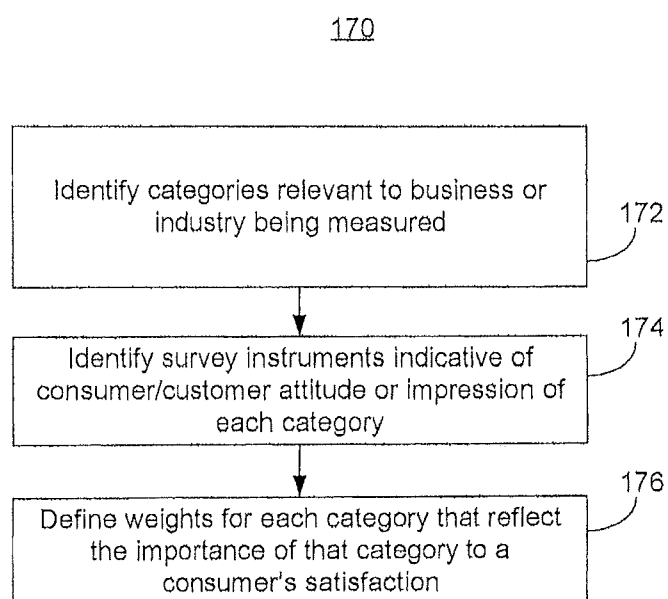 170
Identify categories relevant to business or
industry being measured
172
Identify survey instruments indicative of
consumer/customer attitude or impression of
each category
174
Define weights for each category that reflect
the importance of that category to a
consumer's satisfaction
176